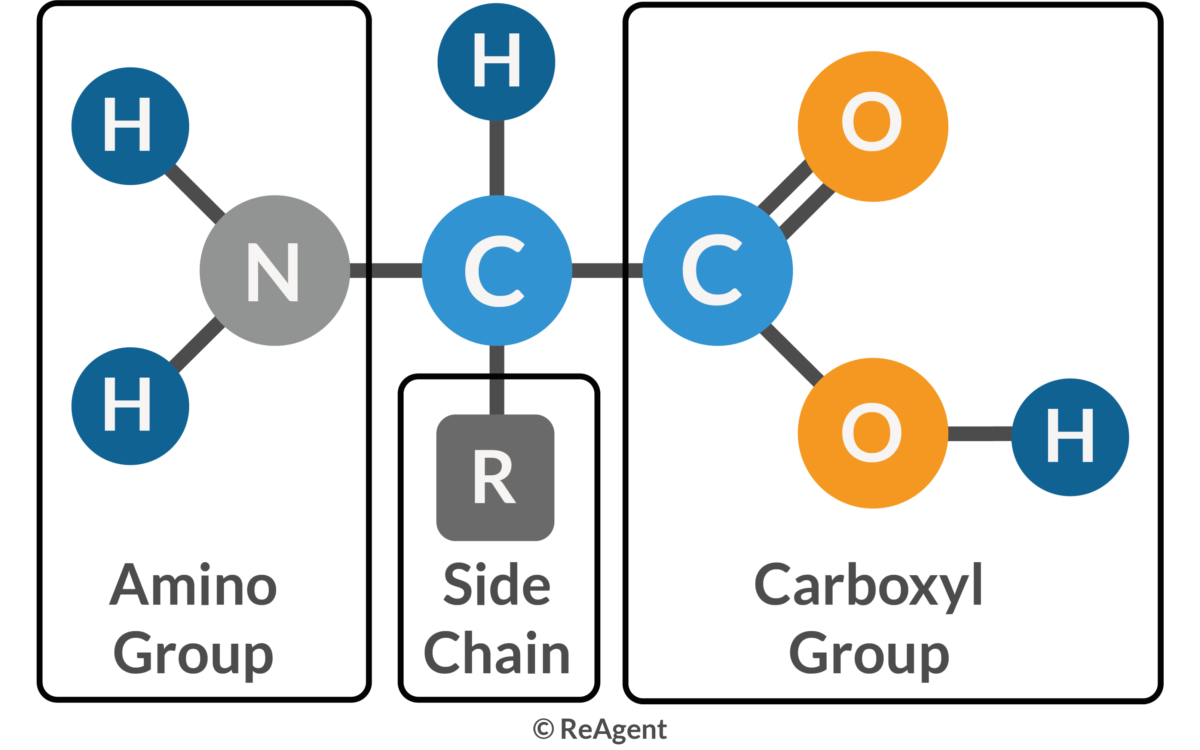 H
H
O
N
C
C
H
R
O
H
Amino
Group
Side
Chain
Carboxyl
Group
© ReAgent